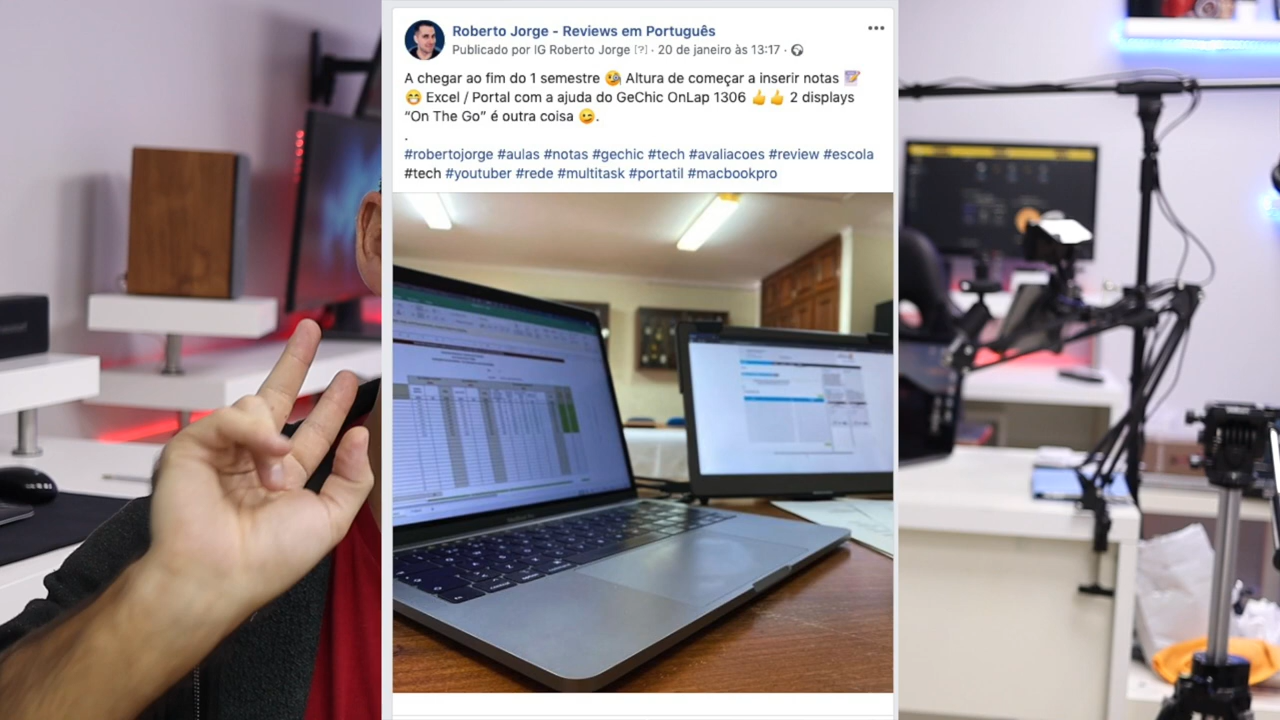 Roberto Jorge - Reviews em Português
Publicado por IG Roberto Jorge [?] · 20 de janeiro às 13:17 ·
A chegar ao fim do 1 semestre 🧐 Altura de começar a inserir notas 📝
😁 Excel / Portal com a ajuda do GeChic OnLap 1306 👍👍 2 displays
“On The Go” é outra coisa 😉.
.
#robertojorge #aulas #notas #gechic #tech #avaliacoes #review #escola
#tech #youtuber #rede #multitask #portatil #macbookpro